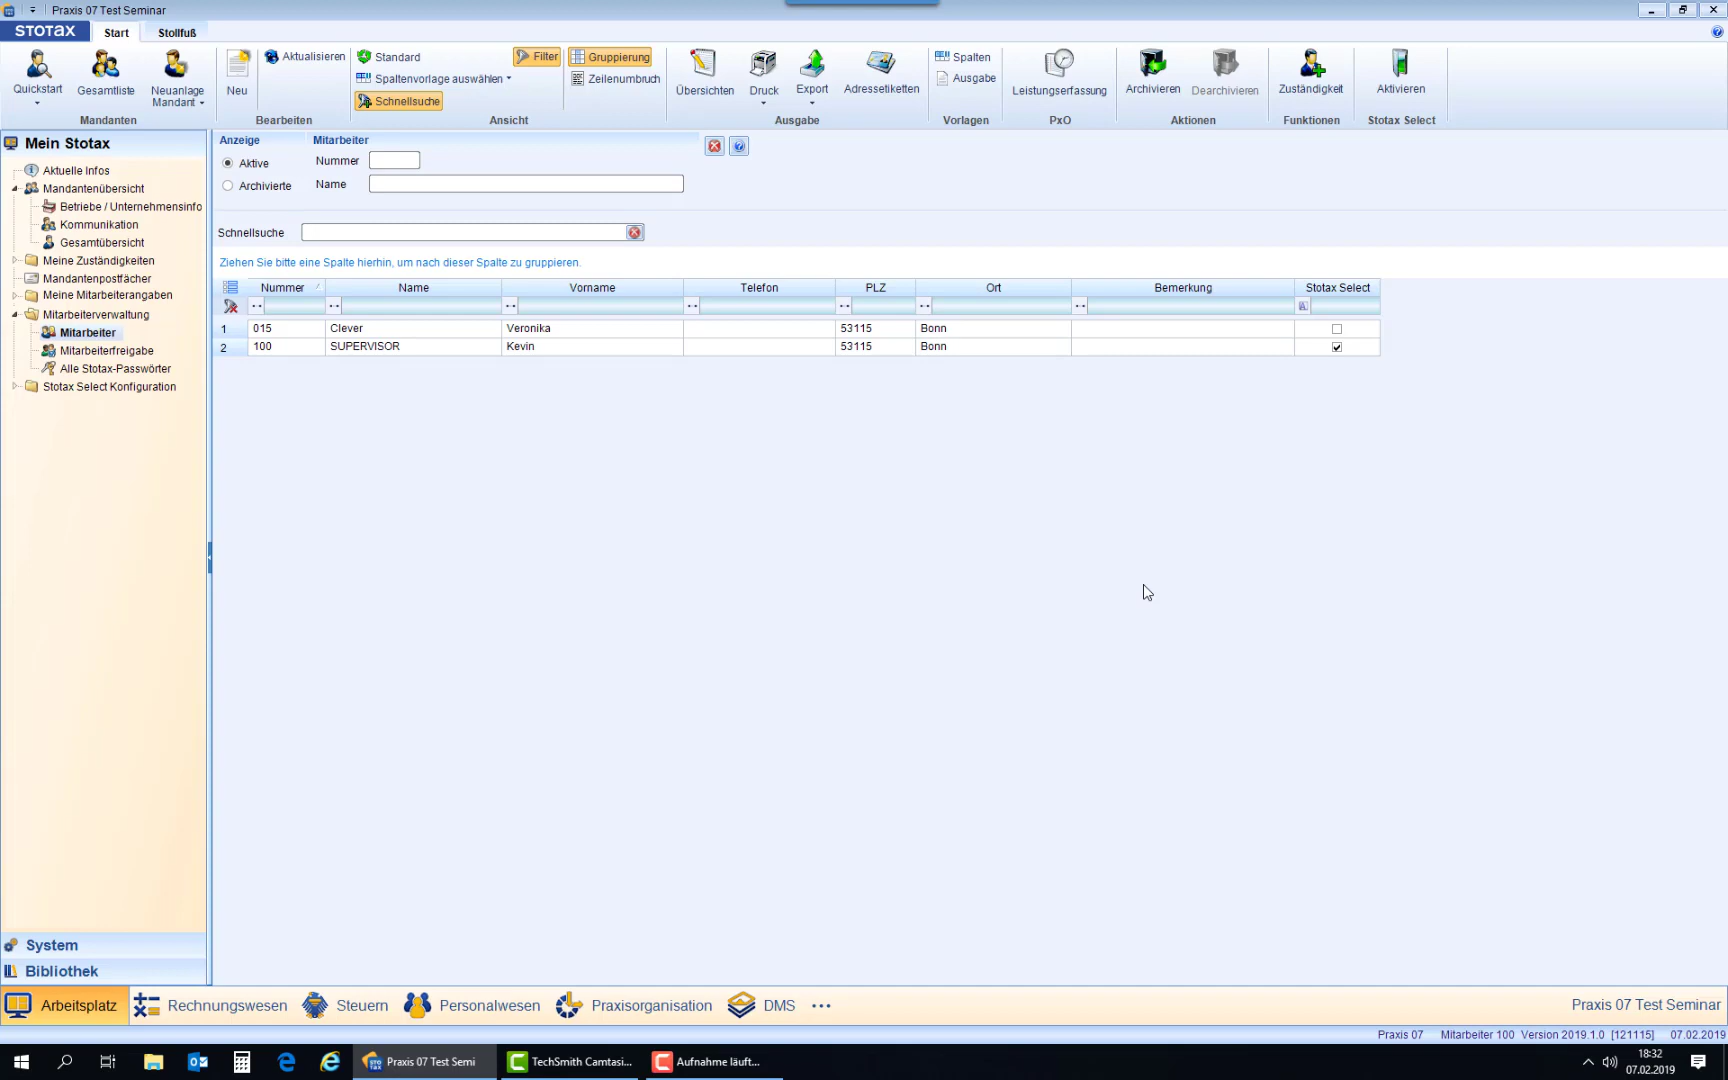 Praxis 07 Test Seminar
stotax Start Stollfuß
Quickstart Gesamtliste Neuanlage Mandant
Mandanten
Neu Aktualisieren
Bearbeiten
Standard
Spaltenvorlage auswählen
Schnellsuche
Filter
Gruppierung
Zeilenumbruch
Ansicht
Übersichten Druck Export Adressetiketten
Ausgabe
Spalten
Ausgabe
Vorlagen
Leistungserfassung
PxO
Archivieren Dearchivieren
Aktionen
Zuständigkeit
Funktionen
Aktivieren
Stotax Select
Mein Stotax
Aktuelle Infos
Mandantenübersicht
Betriebe / Unternehmensinfo
Kommunikation
Gesamtübersicht
Meine Zuständigkeiten
Mandantenpostfächer
Meine Mitarbeiterangaben
Mitarbeiterverwaltung
Mitarbeiter
Mitarbeiterfreigabe
Alle Stotax-Passwörter
Stotax Select Konfiguration
System
Bibliothek
Anzeige Mitarbeiter
Aktive Nummer
Archivierte Name
Schnellsuche
Ziehen Sie bitte eine Spalte hierhin, um nach dieser Spalte zu gruppieren.
Nummer Name Vorname Telefon PLZ Ort Bemerkung Stotax Select
1 015 Clever Veronika 53115 Bonn
2 100 SUPERVISOR Kevin 53115 Bonn
Arbeitsplatz Rechnungswesen Steuern Personalwesen Praxisorganisation DMS ••• Praxis 07 Test Seminar
Praxis 07 Mitarbeiter 100 Version 2019.1.0 [121115] 07.02.2019
Praxis 07 Test Semi TechSmith Camtasi... Aufnahme läuft...
18:32
07.02.2019